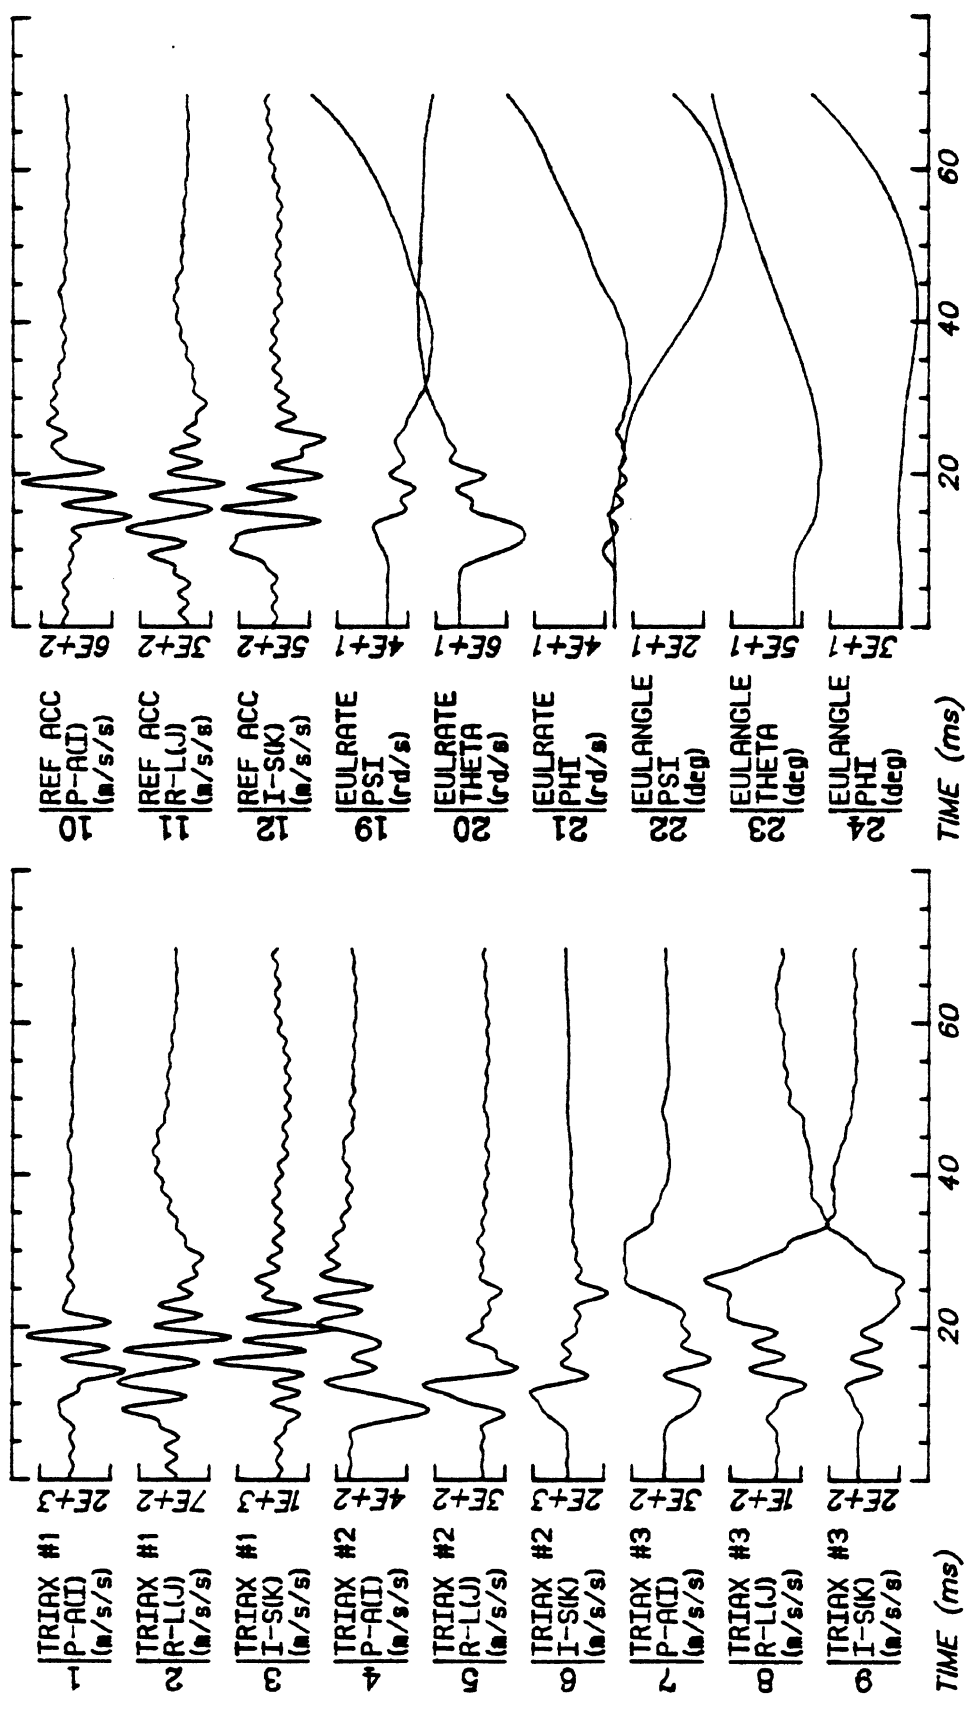 1 TRIAX #1
P-A(I)
(m/s/s)
2E+3
2 TRIAX #1
R-L(J)
(m/s/s)
7E+2
3 TRIAX #1
I-S(K)
(m/s/s)
1E+3
4 TRIAX #2
P-A(I)
(m/s/s)
4E+2
5 TRIAX #2
R-L(J)
(m/s/s)
3E+2
6 TRIAX #2
I-S(K)
(m/s/s)
2E+3
7 TRIAX #3
P-A(I)
(m/s/s)
3E+2
8 TRIAX #3
R-L(J)
(m/s/s)
1E+2
9 TRIAX #3
I-S(K)
(m/s/s)
2E+2
TIME (ms)
20 40 60
10 REF ACC
P-A(I)
(m/s/s)
6E+2
11 REF ACC
R-L(J)
(m/s/s)
3E+2
12 REF ACC
I-S(K)
(m/s/s)
5E+2
19 EULRATE
PSI
(rd/s)
4E+1
20 EULRATE
THETA
(rd/s)
6E+1
21 EULRATE
PHI
(rd/s)
4E+1
22 EULANGLE
PSI
(deg)
2E+1
23 EULANGLE
THETA
(deg)
5E+1
24 EULANGLE
PHI
(deg)
3E+1
TIME (ms)
20 40 60